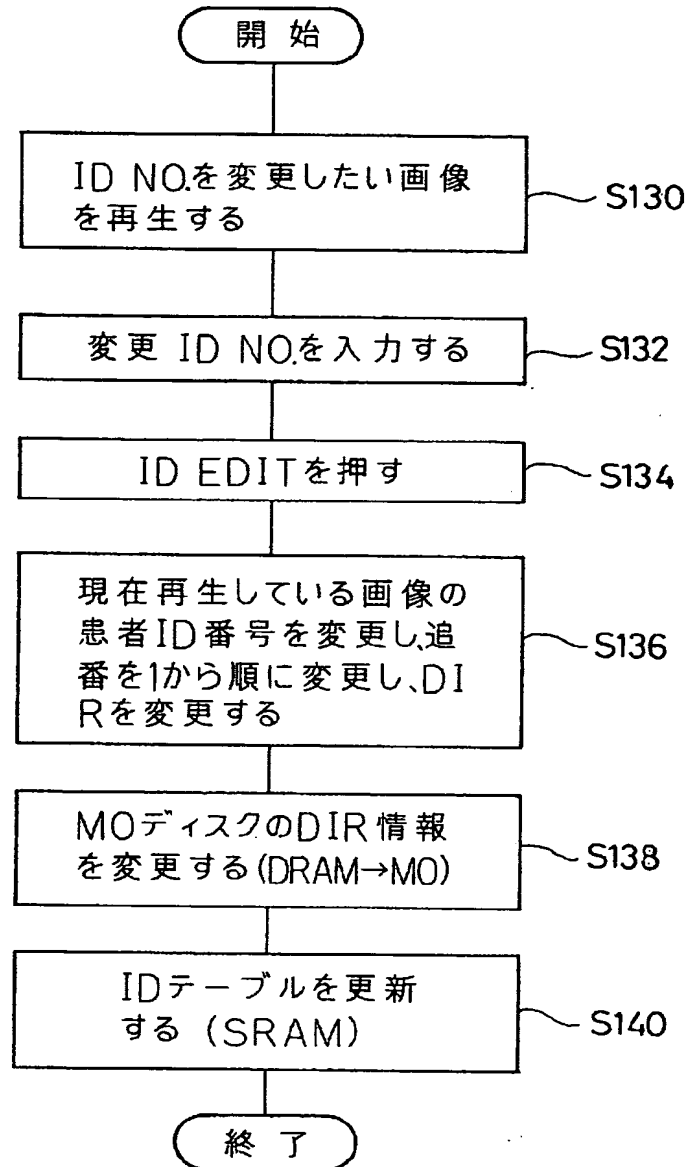 開始
ID NO.を変更したい画像
を再生する
S130
変更 ID NO.を入力する
S132
ID EDITを押す
S134
現在再生している画像の
患者ID番号を変更し、追
番を1から順に変更し、DI
Rを変更する
S136
MOディスクのDIR情報
を変更する(DRAM→MO)
S138
IDテーブルを更新
する (SRAM)
S140
終了